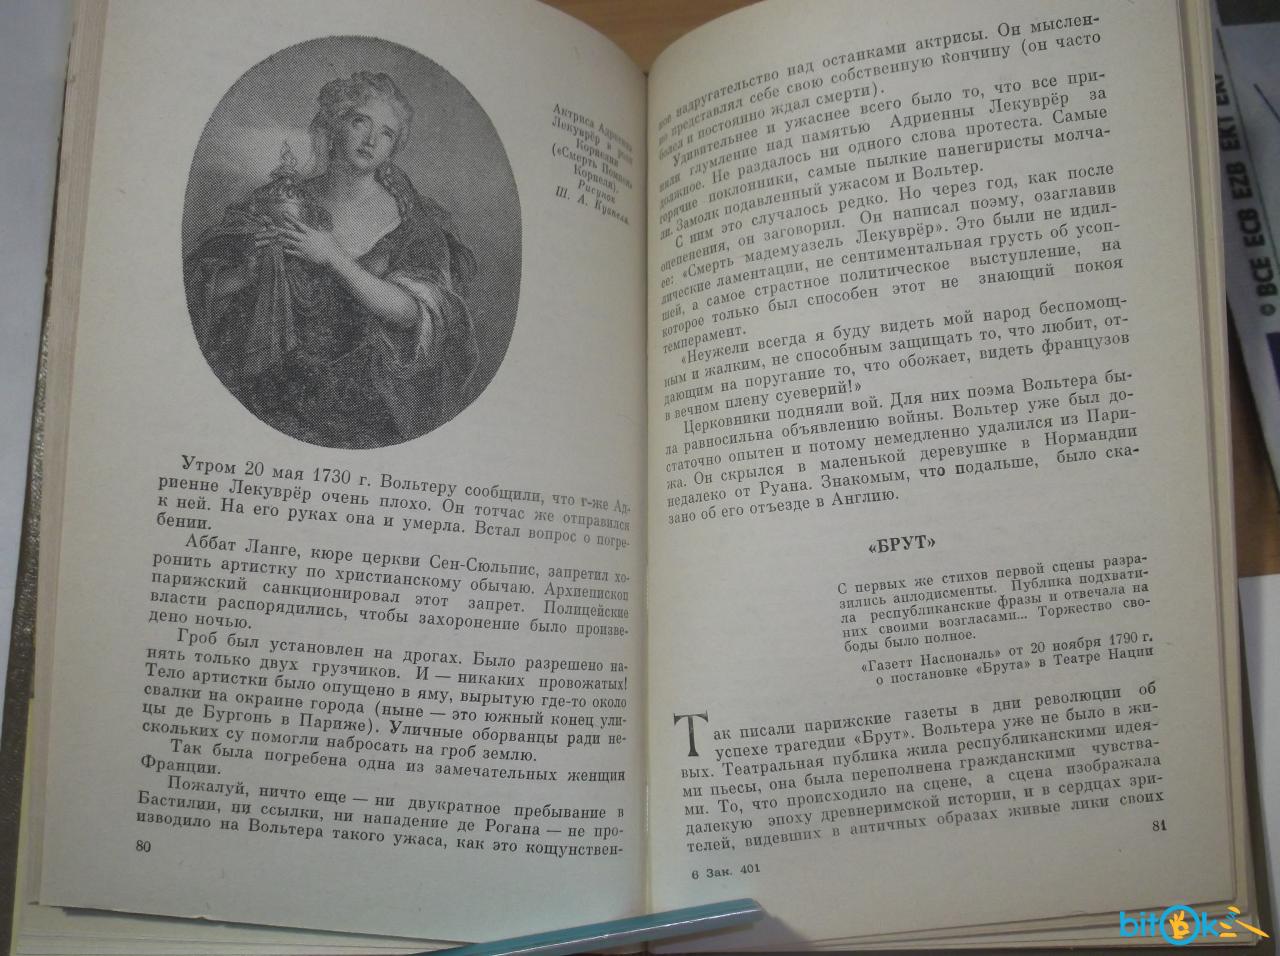 Актриса Адриенна
Лекуврёр в роли
Корнелии
(«Смерть Помпея»
Корнеля).
Рисунок
Ш. А. Куапеля.
Утром 20 мая 1730 г. Вольтеру сообщили, что г-же Ад-
риенне Лекуврёр очень плохо. Он тотчас же отправился
к ней. На его руках она и умерла. Встал вопрос о погре-
бении.
Аббат Ланге, кюре церкви Сен-Сюльпис, запретил хо-
ронить артистку по христианскому обычаю. Архиепископ
парижский санкционировал этот запрет. Полицейские
власти распорядились, чтобы захоронение было произве-
дено ночью.
Гроб был установлен на дрогах. Было разрешено на-
нять только двух грузчиков. И — никаких провожатых!
Тело артистки было опущено в яму, вырытую где-то около
свалки на окраине города (ныне — это южный конец ули-
цы де Бургонь в Париже). Уличные оборванцы ради не-
скольких су помогли набросать на гроб землю.
Так была погребена одна из замечательных женщин
Франции.
Пожалуй, ничто еще — ни двукратное пребывание в
Бастилии, ни ссылки, ни нападение де Рогана — не про-
изводило на Вольтера такого ужаса, как это кощунствен-
80
ное надругательство над останками актрисы. Он мыслен-
но представлял себе свою собственную кончину (он часто
болел и постоянно ждал смерти).
Удивительнее и ужаснее всего было то, что все при-
няли глумление над памятью Адриенны Лекуврёр за
должное. Не раздалось ни одного слова протеста. Самые
горячие поклонники, самые пылкие панегиристы молча-
ли. Замолк подавленный ужасом и Вольтер.
С ним это случалось редко. Но через год, как после
оцепенения, он заговорил. Он написал поэму, озаглавив
ее: «Смерть мадемуазель Лекуврёр». Это были не идил-
лические ламентации, не сентиментальная грусть об усоп-
шей, а самое страстное политическое выступление, на
которое только был способен этот не знающий покоя
темперамент.
«Неужели всегда я буду видеть мой народ беспомощ-
ным и жалким, не способным защищать то, что любит, от-
дающим на поругание то, что обожает, видеть французов
в вечном плену суеверий!»
Церковники подняли вой. Для них поэма Вольтера бы-
ла равносильна объявлению войны. Вольтер уже был до-
статочно опытен и потому немедленно удалился из Пари-
жа. Он скрылся в маленькой деревушке в Нормандии
недалеко от Руана. Знакомым, что подальше, было ска-
зано об его отъезде в Англию.
«БРУТ»
С первых же стихов первой сцены разра-
зились аплодисменты. Публика подхвати-
ла республиканские фразы и отвечала на
них своими возгласами... Торжество сво-
боды было полное.
«Газетт Насиональ» от 20 ноября 1790 г.
о постановке «Брута» в Театре Нации
Так писали парижские газеты в дни революции об
успехе трагедии «Брут». Вольтера уже не было в жи-
вых. Театральная публика жила республиканскими идея-
ми пьесы, она была переполнена гражданскими чувства-
ми. То, что происходило на сцене, а сцена изображала
далекую эпоху древнеримской истории, и в сердцах зри-
телей, видевших в античных образах живые лики своих
6 Зак. 401
81
© BCE ECB EZB EKT EKP
bitok